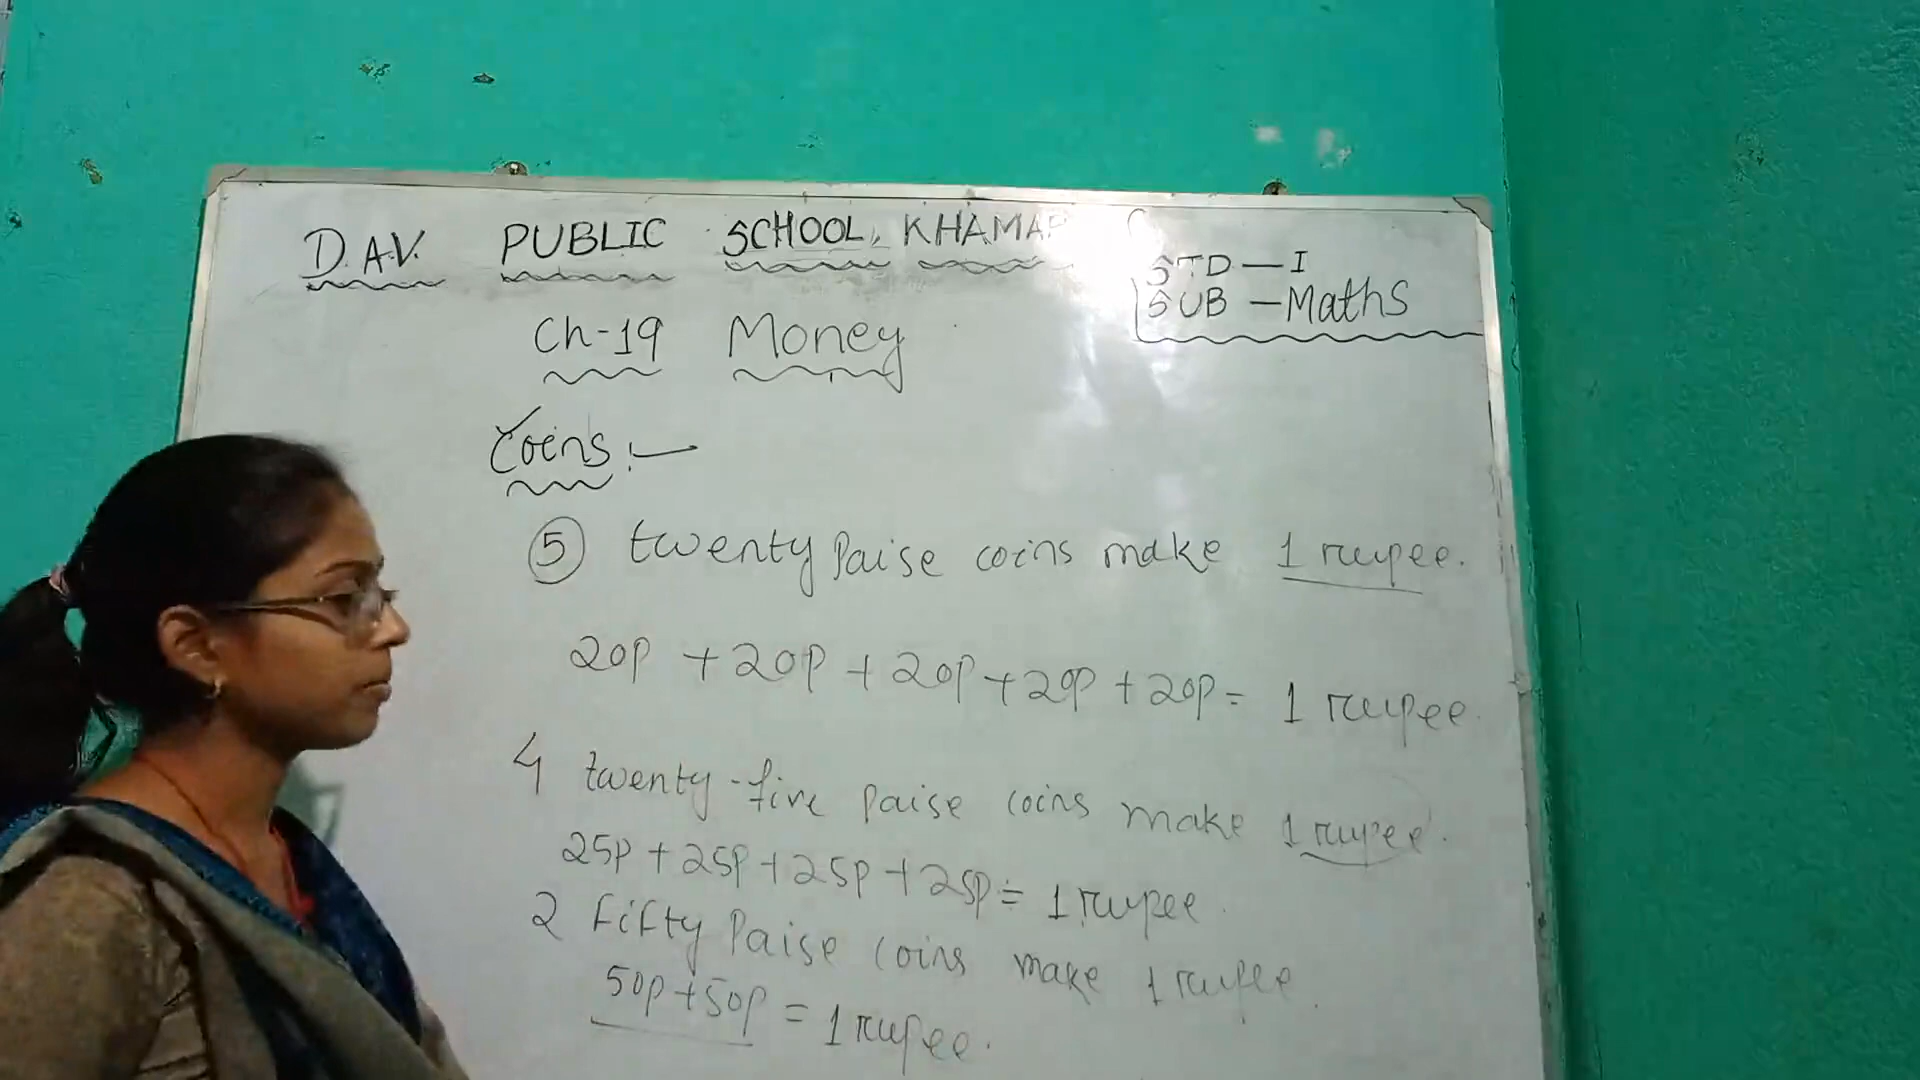 D.A.V. PUBLIC SCHOOL, KHAMAR
STD — I
SUB — Maths
Ch-19 Money
Coins :—
5 twenty Paise coins make 1 rupee.
20P + 20P + 20P + 20P + 20P = 1 rupee.
4 twenty-five paise coins make 1 rupee.
25P + 25P + 25P + 25P = 1 rupee.
2 Fifty Paise coins make 1 rupee.
50P + 50P = 1 rupee.